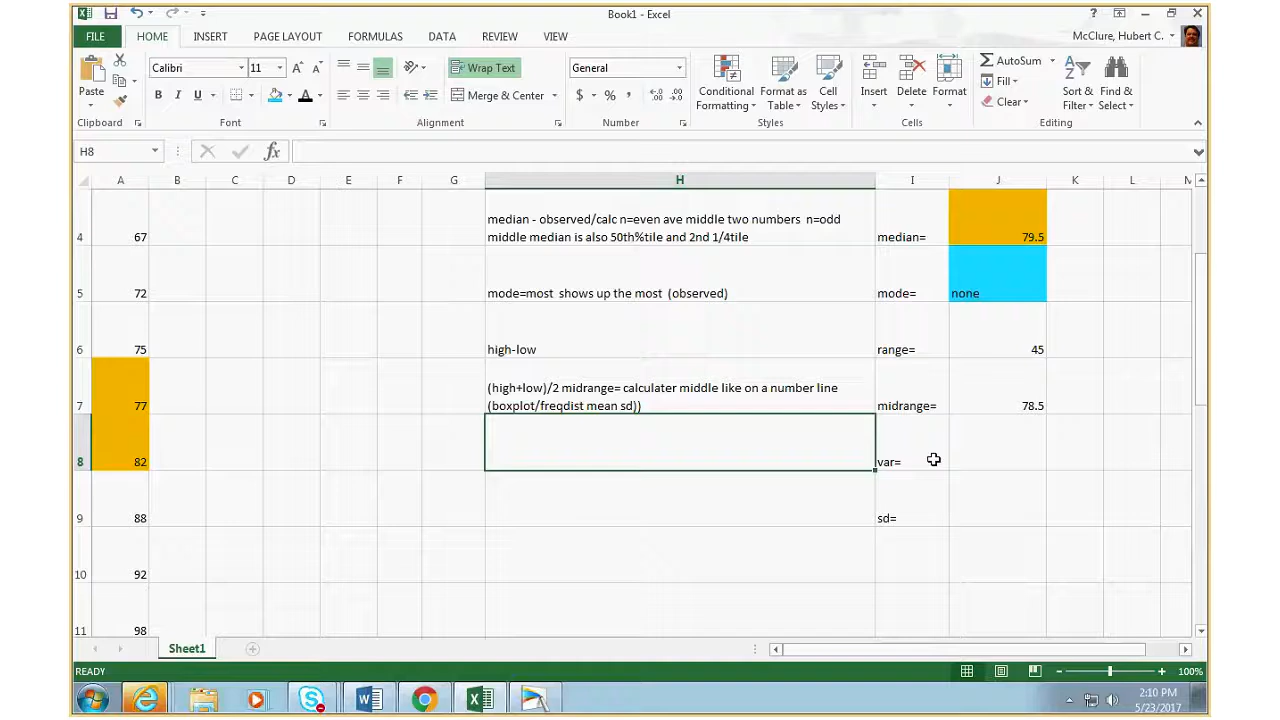 Book1 - Excel
?
FILE HOME INSERT PAGE LAYOUT FORMULAS DATA REVIEW VIEW
McClure, Hubert C.
Paste
Calibri 11 A A
B I U A
Wrap Text
Merge & Center
General
$ % ,
Conditional Formatting
Format as Table
Cell Styles
Insert Delete Format
AutoSum
Fill
Clear
Sort & Filter
Find & Select
Clipboard Font Alignment Number Styles Cells Editing
H8 fx
A B C D E F G H I J K L M
median - observed/calc n=even ave middle two numbers n=odd
4 67 middle median is also 50th%tile and 2nd 1/4tile median= 79.5
5 72 mode=most shows up the most (observed) mode= none
6 75 high-low range= 45
(high+low)/2 midrange= calculater middle like on a number line
7 77 (boxplot/freqdist mean sd)) midrange= 78.5
8 82 var=
9 88 sd=
10 92
11 98
Sheet1
READY 100%
2:10 PM
5/23/2017